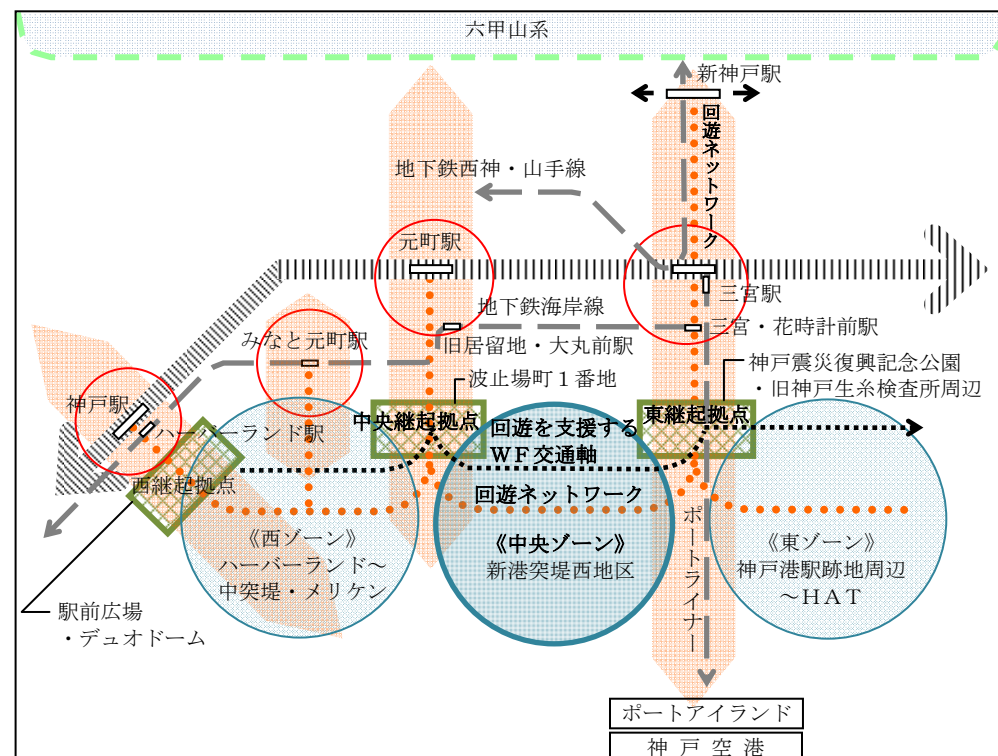 六甲山系
新神戸駅
回遊ネットワーク
地下鉄西神・山手線
元町駅
三宮駅
地下鉄海岸線
三宮・花時計前駅
みなと元町駅
旧居留地・大丸前駅
神戸震災復興記念公園
・旧神戸生糸検査所周辺
波止場町１番地
神戸駅
ハーバーランド駅
中央継起拠点
回遊を支援する
ＷＦ交通軸
東継起拠点
西継起拠点
回遊ネットワーク
ポートライナー
《西ゾーン》
ハーバーランド～
中突堤・メリケン
《中央ゾーン》
新港突堤西地区
《東ゾーン》
神戸港駅跡地周辺
～ＨＡＴ
駅前広場
・デュオドーム
ポートアイランド
神戸空港